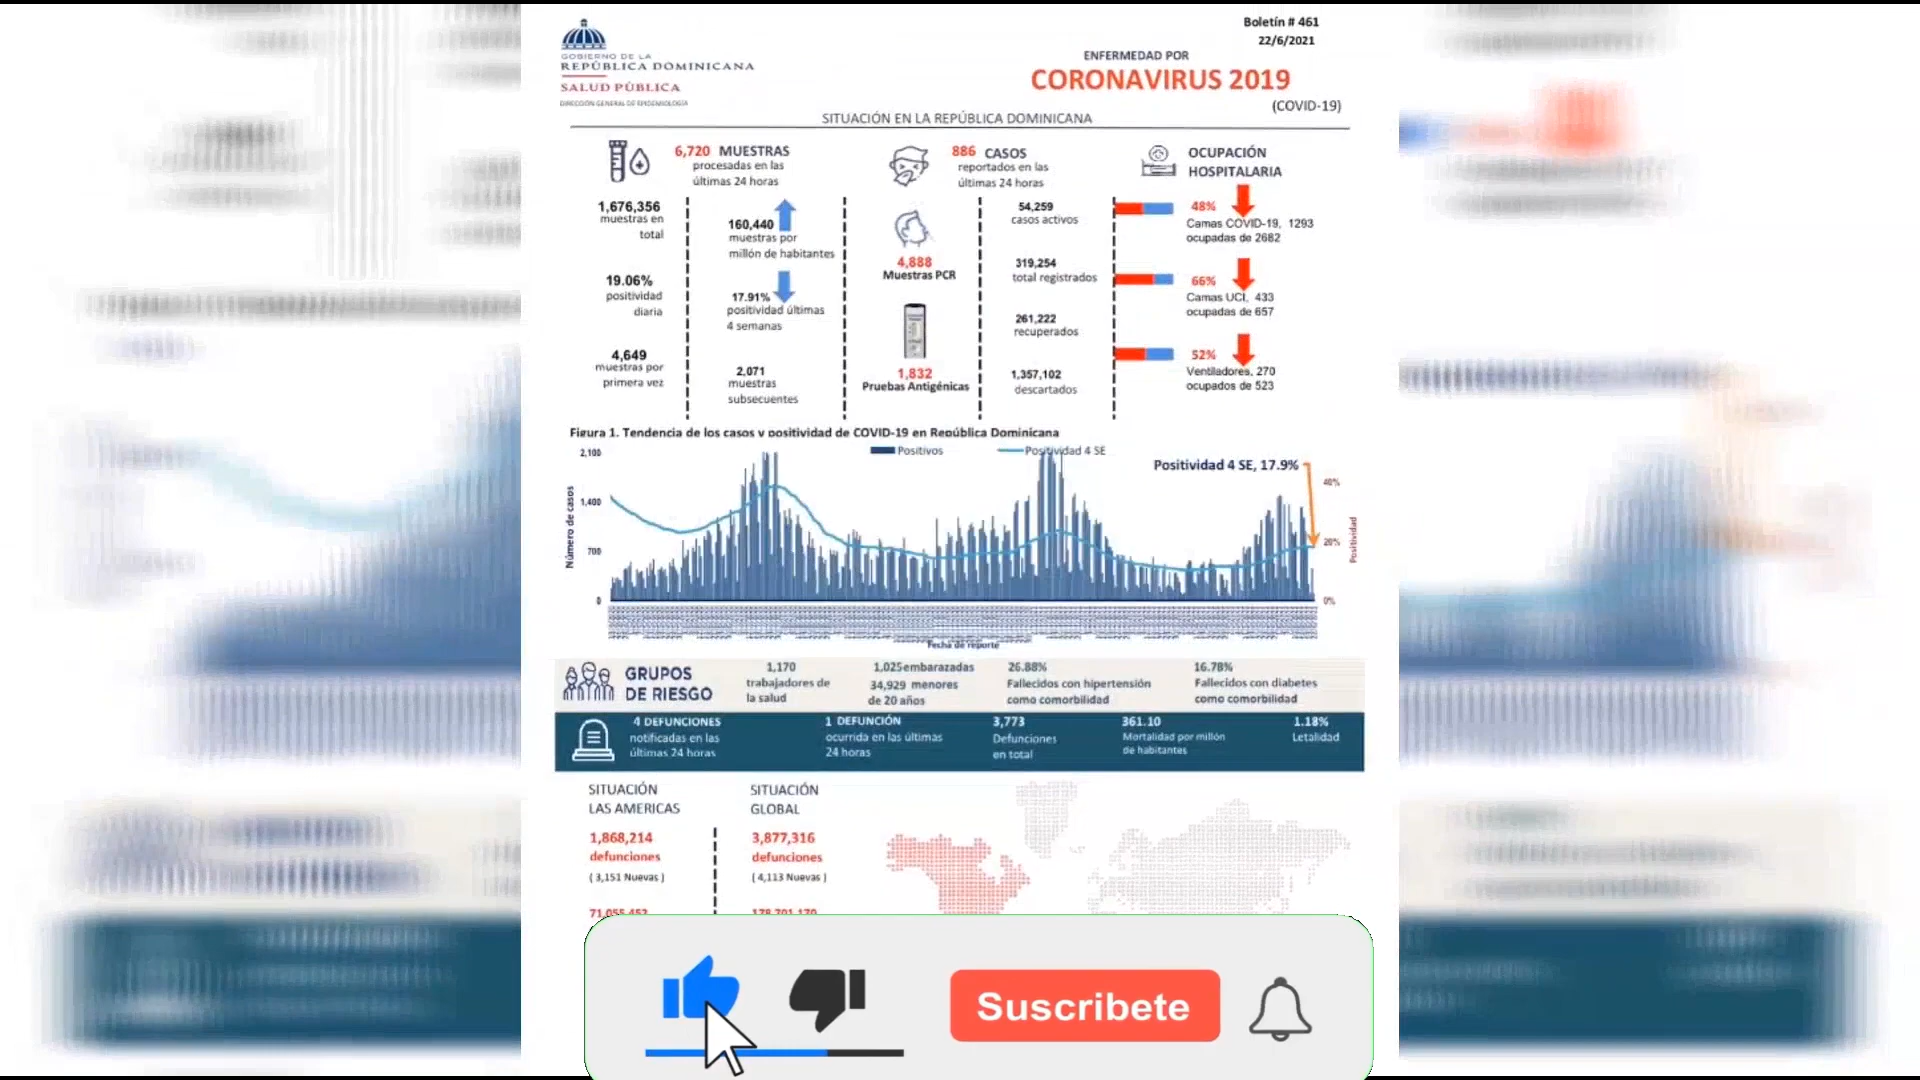 Boletín # 461
22/6/2021
GOBIERNO DE LA
REPÚBLICA DOMINICANA
SALUD PÚBLICA
DIRECCIÓN GENERAL DE EPIDEMIOLOGÍA
ENFERMEDAD POR
CORONAVIRUS 2019
(COVID-19)
SITUACIÓN EN LA REPÚBLICA DOMINICANA
6,720 MUESTRAS
procesadas en las
últimas 24 horas
1,676,356
muestras en
total
160,440
muestras por
millón de habitantes
19.06%
positividad
diaria
17.91%
positividad últimas
4 semanas
4,649
muestras por
primera vez
2,071
muestras
subsecuentes
886 CASOS
reportados en las
últimas 24 horas
4,888
Muestras PCR
1,832
Pruebas Antigénicas
54,259
casos activos
319,254
total registrados
261,222
recuperados
1,357,102
descartados
OCUPACIÓN
HOSPITALARIA
48%
Camas COVID-19, 1293
ocupadas de 2682
66%
Camas UCI, 433
ocupadas de 657
52%
Ventiladores, 270
ocupados de 523
Figura 1. Tendencia de los casos y positividad de COVID-19 en República Dominicana
Positivos
Positividad 4 SE
Positividad 4 SE, 17.9%
Número de casos
2,100
1,400
700
0
40%
20%
0%
Positividad
Fecha de reporte
GRUPOS
DE RIESGO
1,170
trabajadores de
la salud
1,025 embarazadas
34,929 menores
de 20 años
26.88%
Fallecidos con hipertensión
como comorbilidad
16.78%
Fallecidos con diabetes
como comorbilidad
4 DEFUNCIONES
notificadas en las
últimas 24 horas
1 DEFUNCIÓN
ocurrida en las últimas
24 horas
3,773
Defunciones
en total
361.10
Mortalidad por millón
de habitantes
1.18%
Letalidad
SITUACIÓN
LAS AMERICAS
1,868,214
defunciones
( 3,151 Nuevas )
71,055,452
SITUACIÓN
GLOBAL
3,877,316
defunciones
( 4,113 Nuevas )
178,701,170
Suscribete